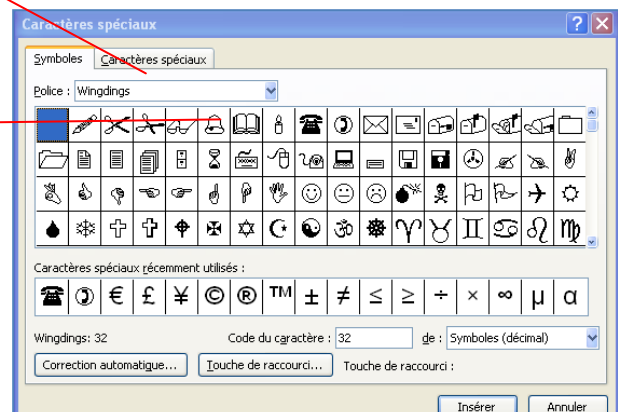 Caractères spéciaux
Symboles Caractères spéciaux
Police : Wingdings
Caractères spéciaux récemment utilisés :
☎ ✆ € £ ¥ © ® ™ ± ≠ ≤ ≥ ÷ × ∞ µ α
Wingdings: 32 Code du caractère : 32 de : Symboles (décimal)
Correction automatique... Touche de raccourci... Touche de raccourci :
Insérer Annuler